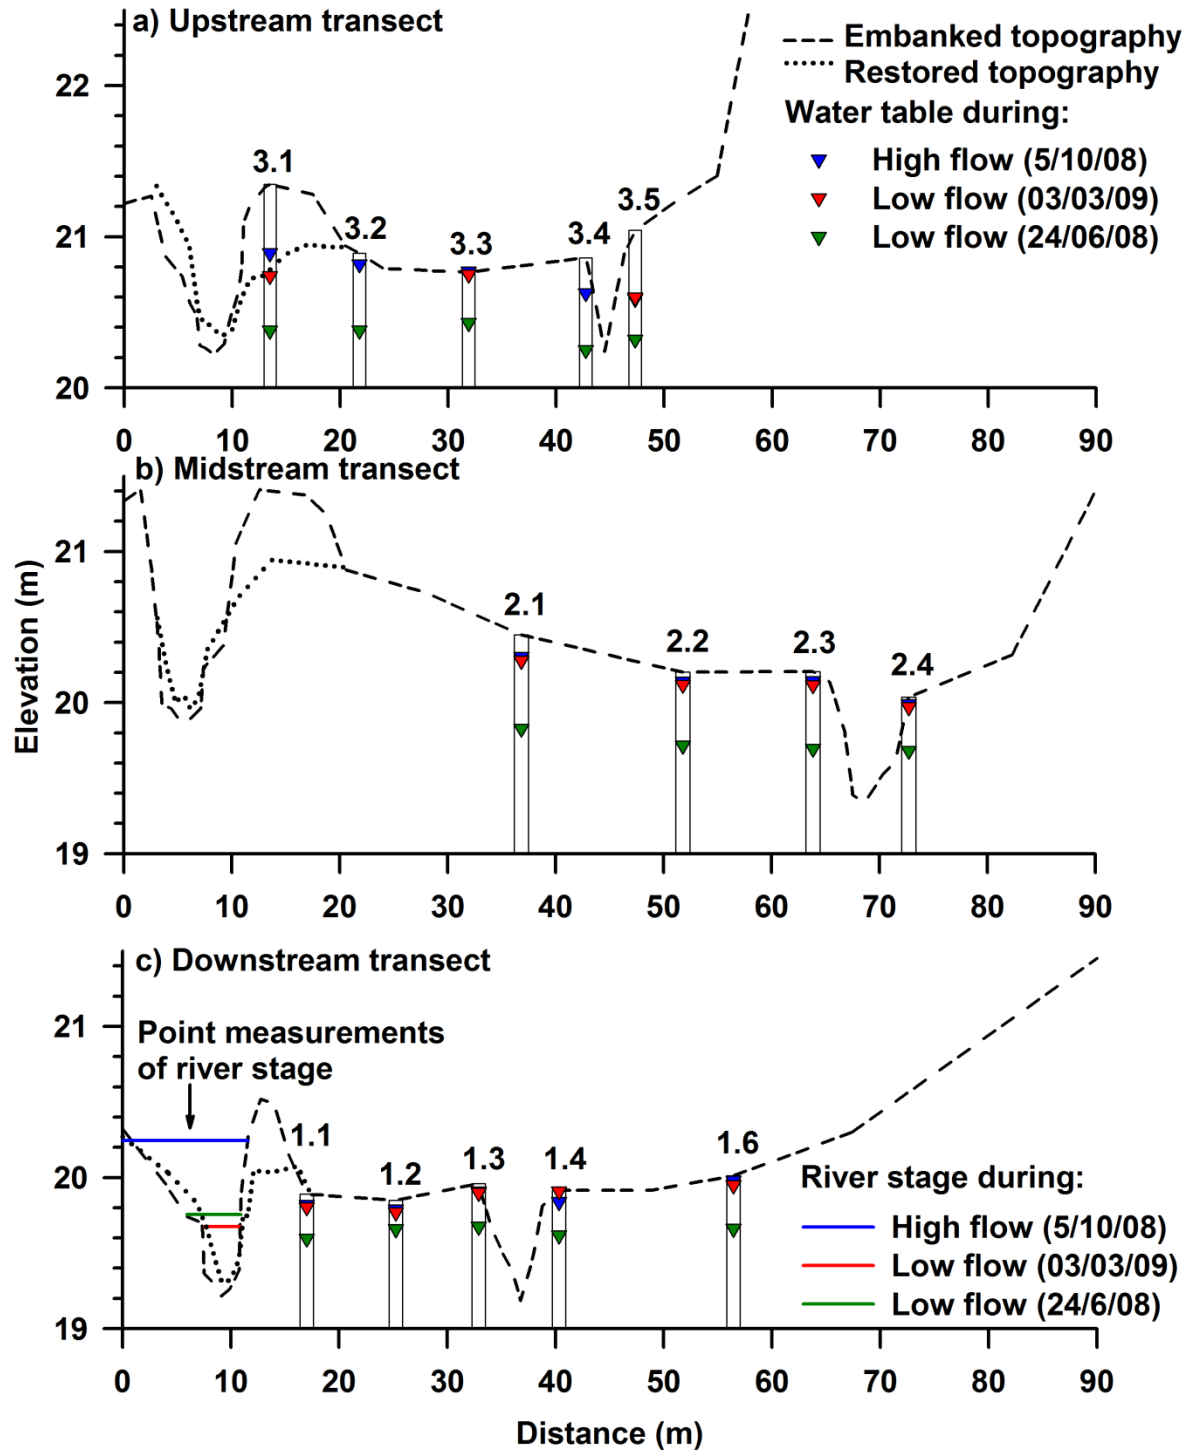 a) Upstream transect
Embanked topography
Restored topography
Water table during:
High flow (5/10/08)
Low flow (03/03/09)
Low flow (24/06/08)
22
21
20
3.1
3.2
3.3
3.4
3.5
0 10 20 30 40 50 60 70 80 90
b) Midstream transect
Elevation (m)
21
20
19
2.1
2.2
2.3
2.4
0 10 20 30 40 50 60 70 80 90
c) Downstream transect
Point measurements
of river stage
21
20
19
1.1
1.2
1.3
1.4
1.6
River stage during:
High flow (5/10/08)
Low flow (03/03/09)
Low flow (24/6/08)
0 10 20 30 40 50 60 70 80 90
Distance (m)